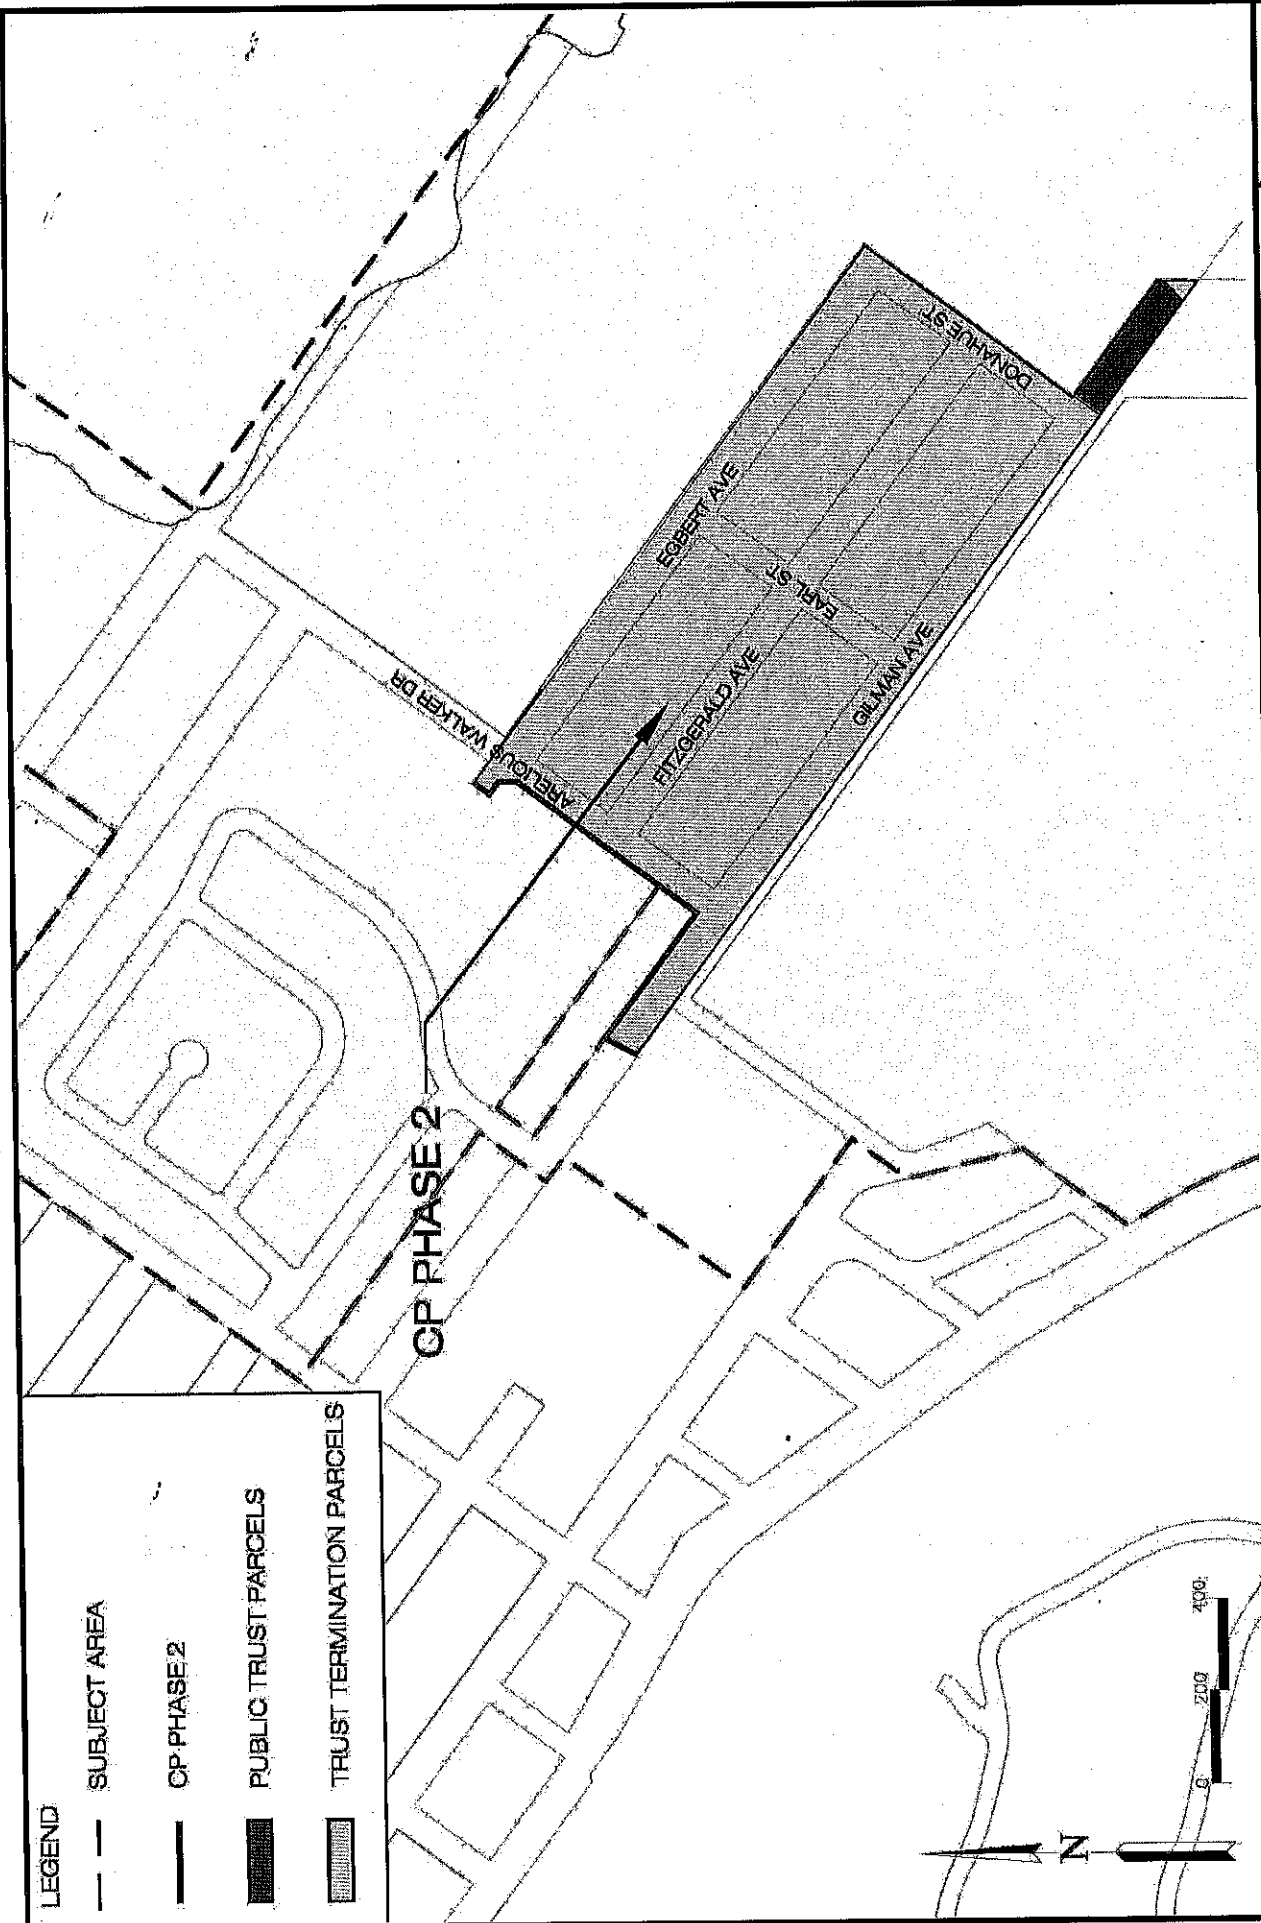 LEGEND
SUBJECT AREA
CP PHASE 2
PUBLIC TRUST PARCELS
TRUST TERMINATION PARCELS
CP PHASE 2
ARELIOUS WALKER DR
EGBERT AVE
EARL ST
FITZGERALD AVE
GILMAN AVE
DONAHUE ST
N
0 200 400